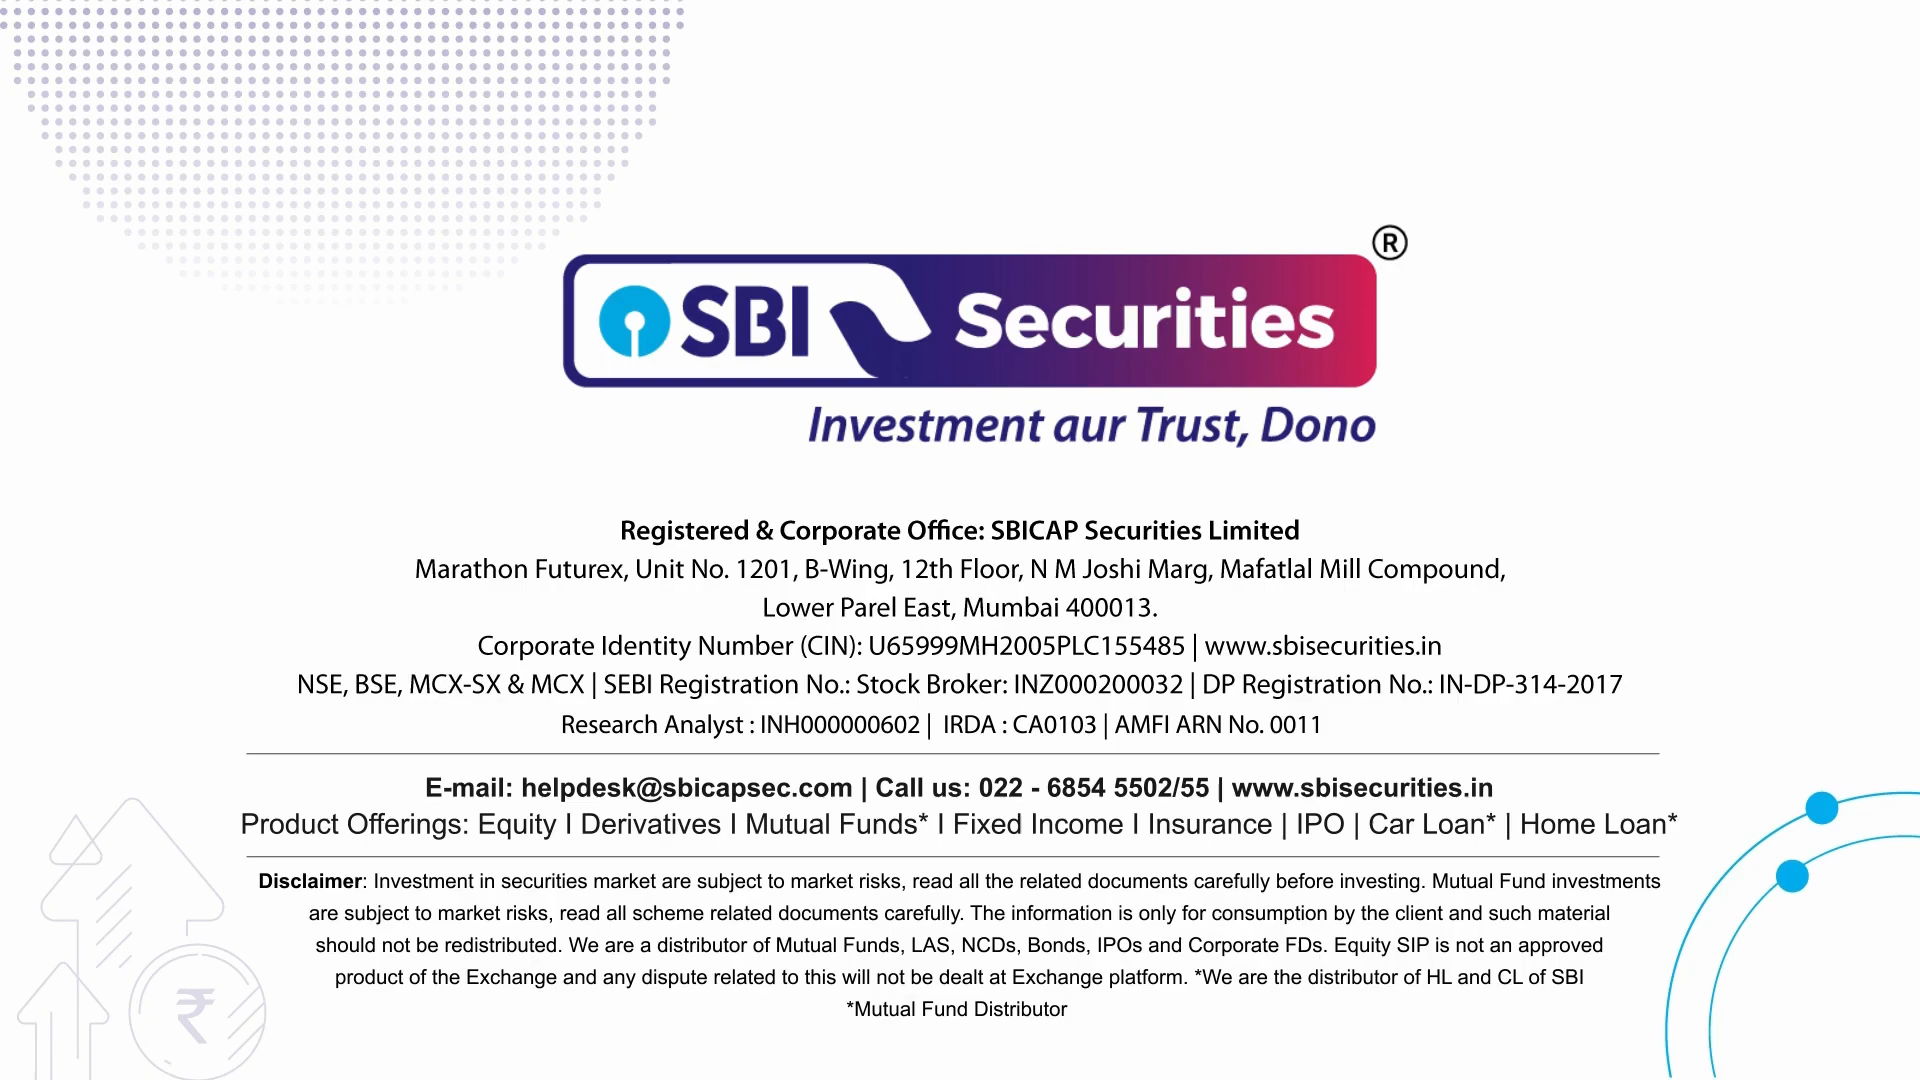 ®
SBI Securities
Investment aur Trust, Dono
Registered & Corporate Office: SBICAP Securities Limited
Marathon Futurex, Unit No. 1201, B-Wing, 12th Floor, N M Joshi Marg, Mafatlal Mill Compound,
Lower Parel East, Mumbai 400013.
Corporate Identity Number (CIN): U65999MH2005PLC155485 | www.sbisecurities.in
NSE, BSE, MCX-SX & MCX | SEBI Registration No.: Stock Broker: INZ000200032 | DP Registration No.: IN-DP-314-2017
Research Analyst : INH000000602 | IRDA : CA0103 | AMFI ARN No. 0011
E-mail: helpdesk@sbicapsec.com | Call us: 022 - 6854 5502/55 | www.sbisecurities.in
Product Offerings: Equity I Derivatives I Mutual Funds* I Fixed Income I Insurance | IPO | Car Loan* | Home Loan*
Disclaimer: Investment in securities market are subject to market risks, read all the related documents carefully before investing. Mutual Fund investments
are subject to market risks, read all scheme related documents carefully. The information is only for consumption by the client and such material
should not be redistributed. We are a distributor of Mutual Funds, LAS, NCDs, Bonds, IPOs and Corporate FDs. Equity SIP is not an approved
product of the Exchange and any dispute related to this will not be dealt at Exchange platform. *We are the distributor of HL and CL of SBI
*Mutual Fund Distributor
₹